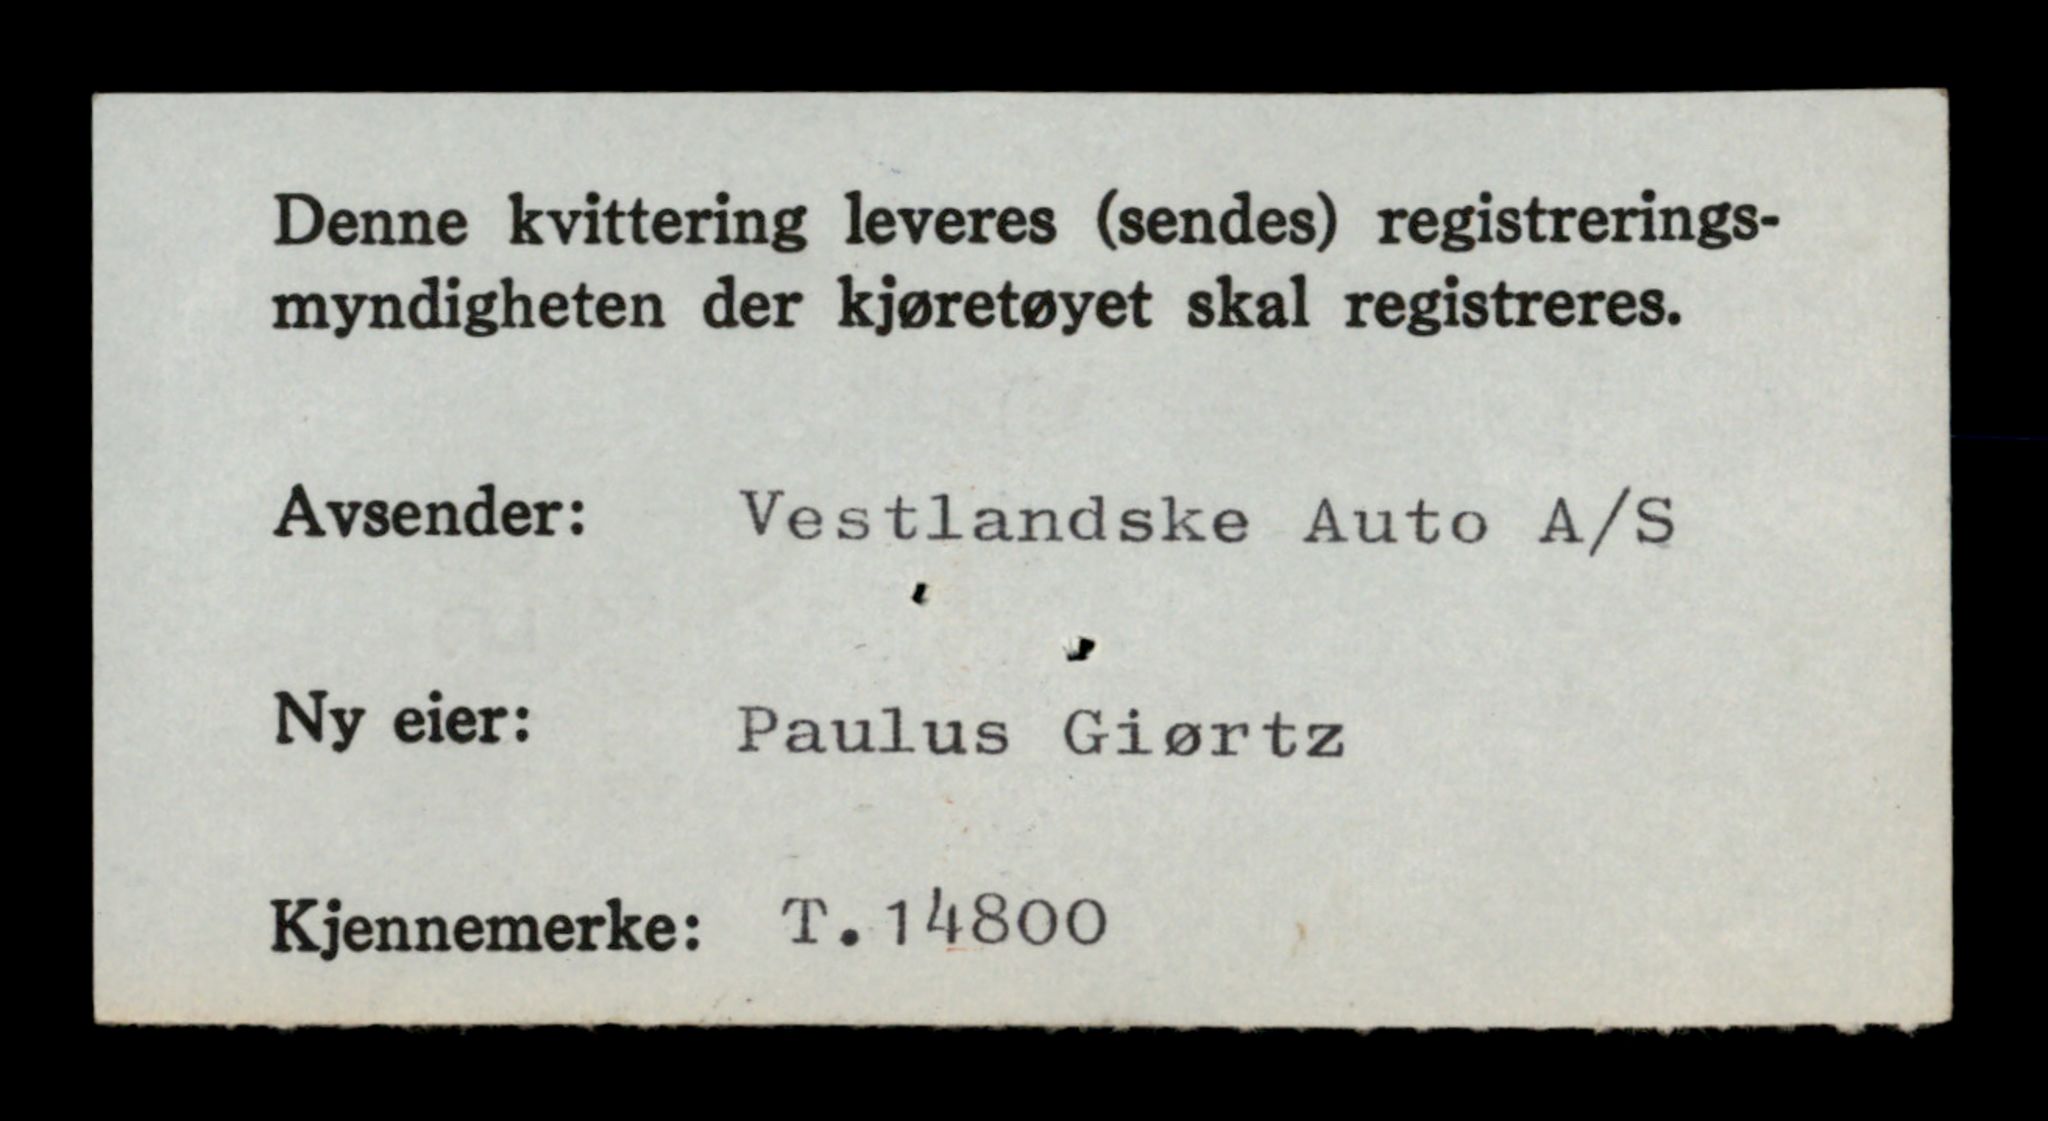 Denne kvittering leveres (sendes) registrerings-
myndigheten der kjøretøyet skal registreres.
Avsender: Vestlandske Auto A/S
Ny eier: Paulus Giørtz
Kjennemerke: T.14800